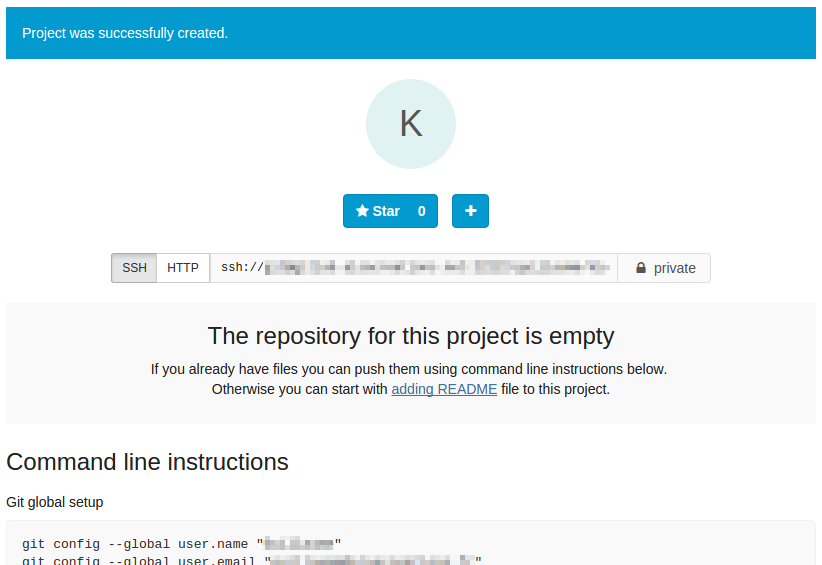 Project was successfully created.
K
Star 0
SSH HTTP ssh:// private
The repository for this project is empty
If you already have files you can push them using command line instructions below.
Otherwise you can start with adding README file to this project.
Command line instructions
Git global setup
git config --global user.name ""
git config --global user.email ""